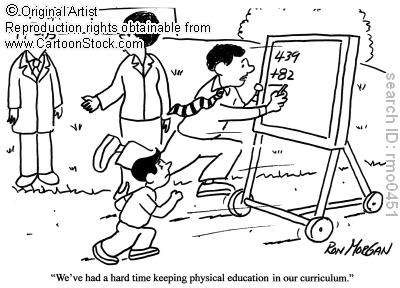 ©Original Artist
Reproduction rights obtainable from
www.CartoonStock.com
439
+82
search ID: rmo0451
RON MORGAN
"We've had a hard time keeping physical education in our curriculum."